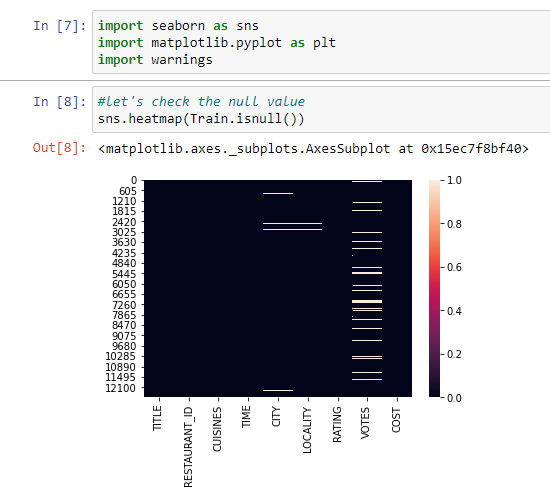 In [7]: import seaborn as sns
import matplotlib.pyplot as plt
import warnings
In [8]: #let's check the null value
sns.heatmap(Train.isnull())
Out[8]: <matplotlib.axes._subplots.AxesSubplot at 0x15ec7f8bf40>
0
605
1210
1815
2420
3025
3630
4235
4840
5445
6050
6655
7260
7865
8470
9075
9680
10285
10890
11495
12100
TITLE
RESTAURANT_ID
CUISINES
TIME
CITY
LOCALITY
RATING
VOTES
COST
1.0
0.8
0.6
0.4
0.2
0.0